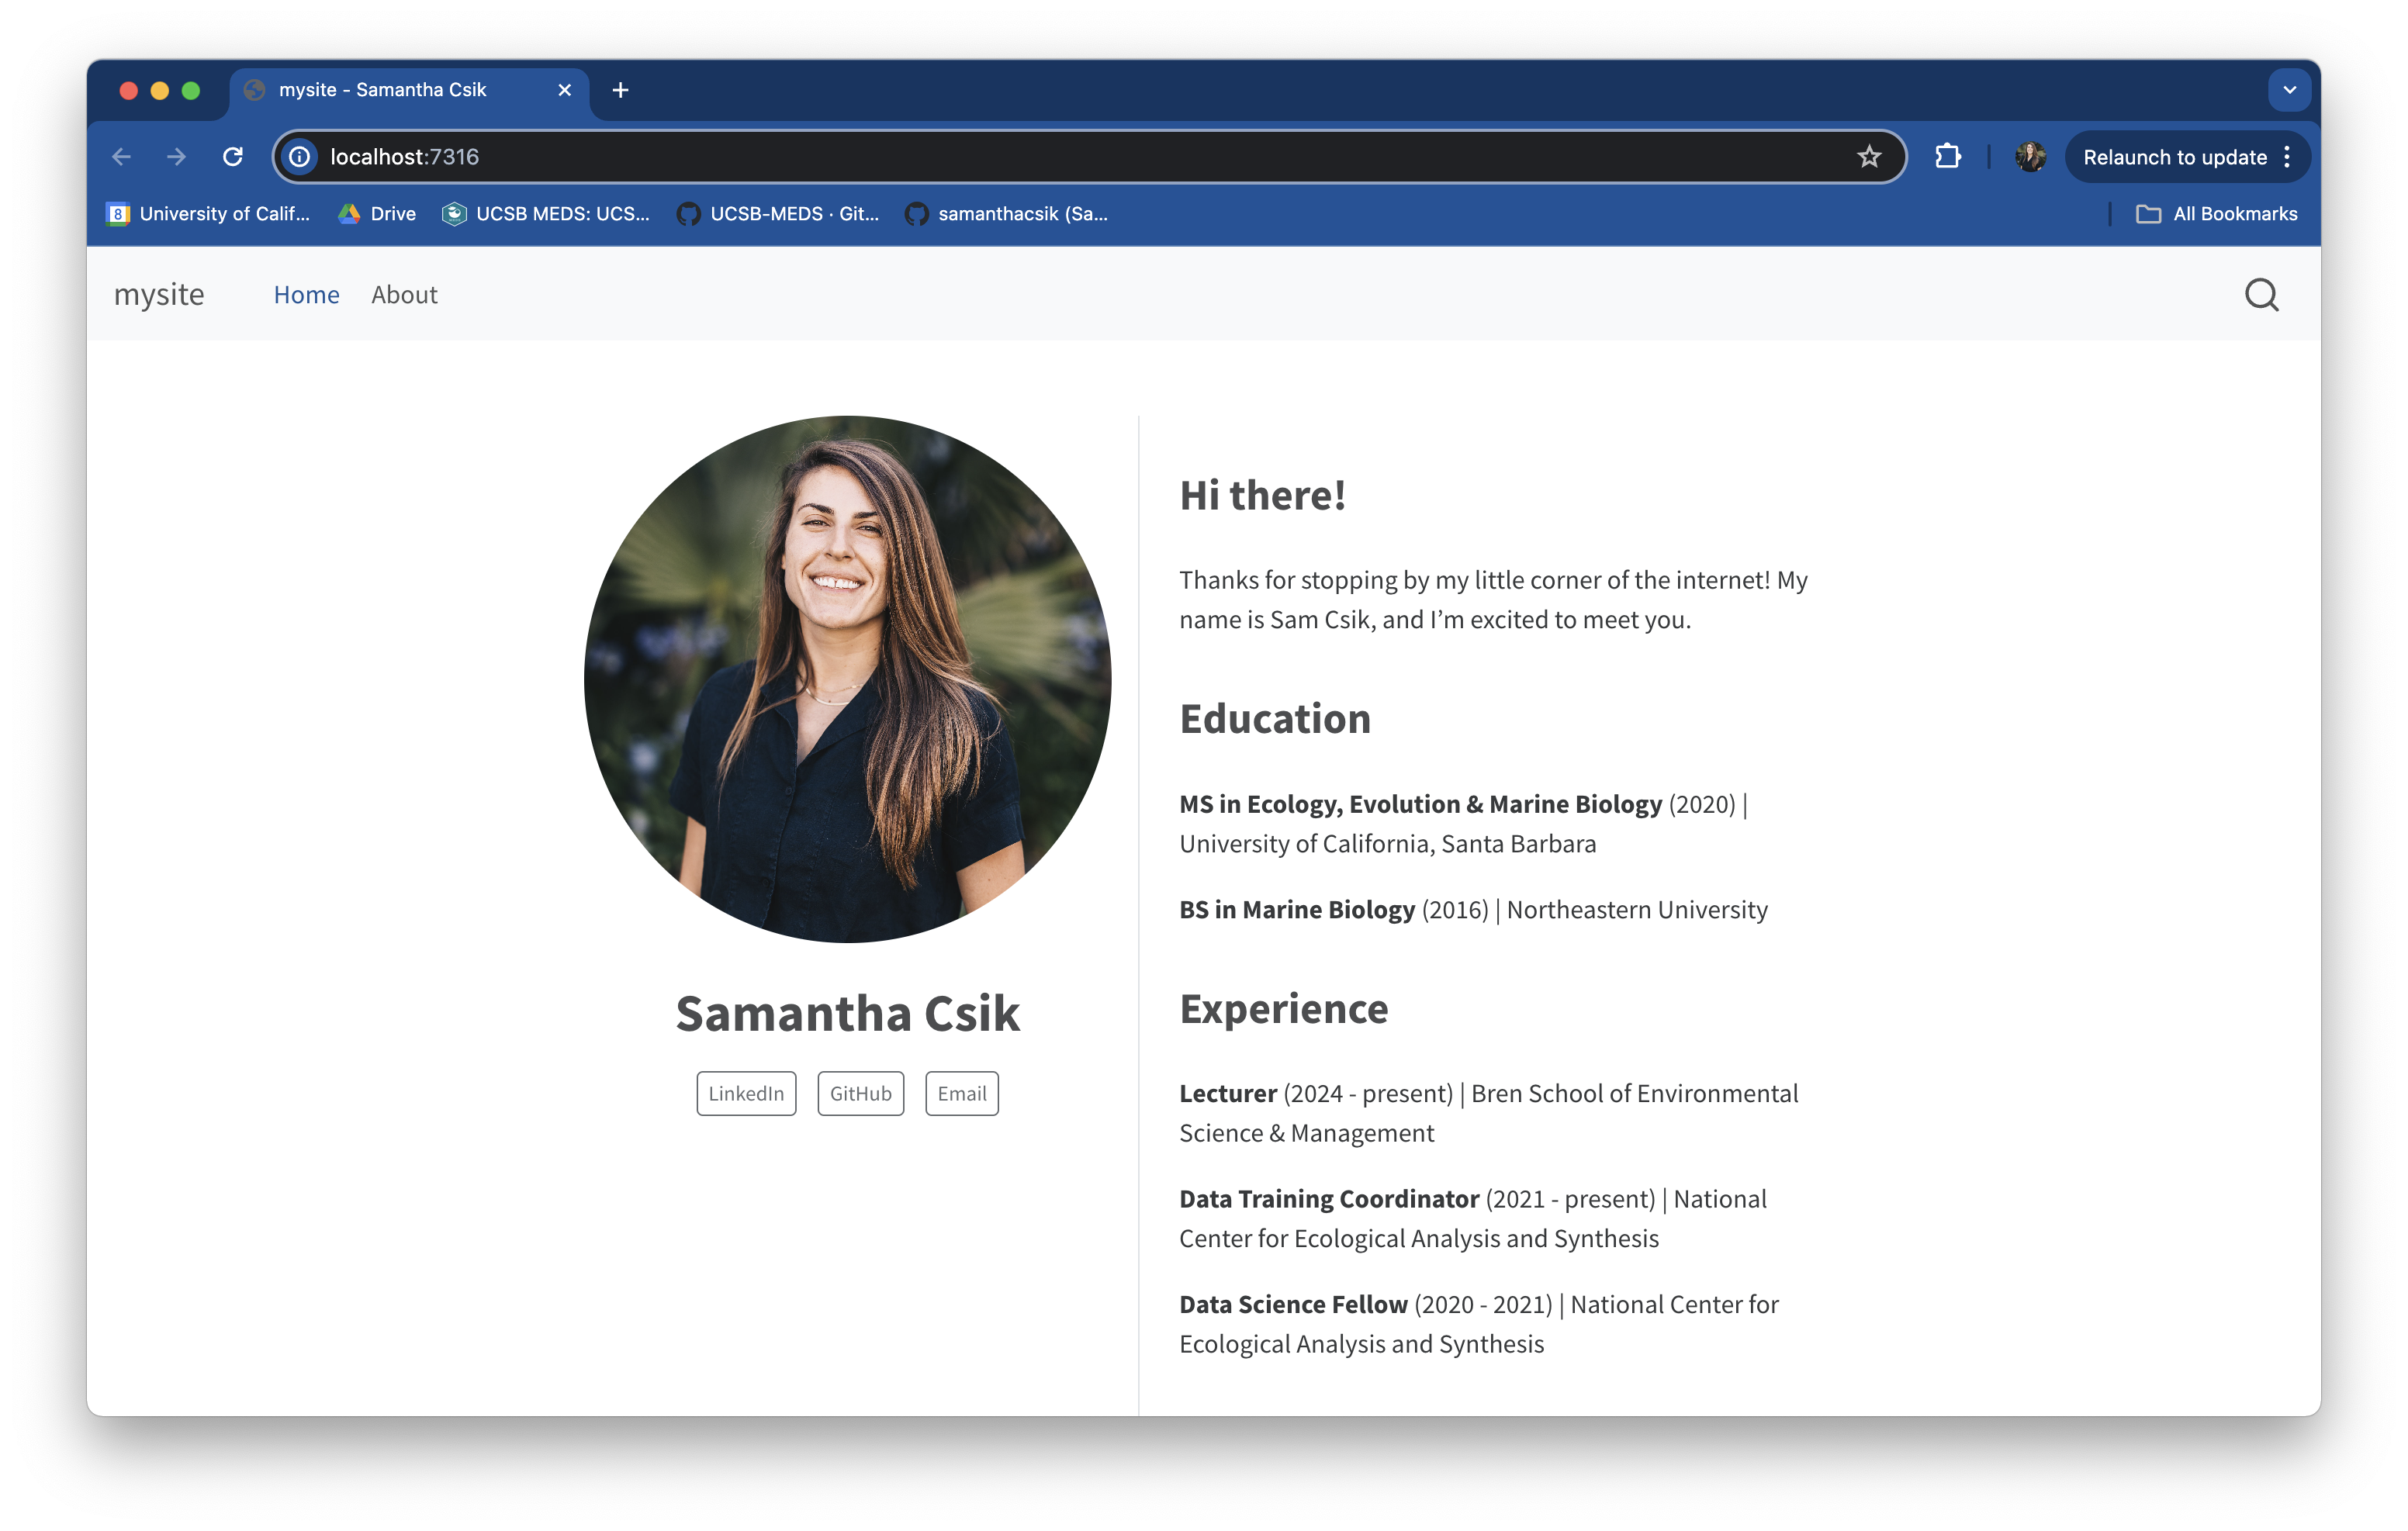 mysite - Samantha Csik
localhost:7316
Relaunch to update
8
University of Calif...
Drive
UCSB MEDS: UCS...
UCSB-MEDS · Git...
samanthacsik (Sa...
All Bookmarks
mysite
Home
About
Hi there!
Thanks for stopping by my little corner of the internet! My
name is Sam Csik, and I’m excited to meet you.
Education
MS in Ecology, Evolution & Marine Biology (2020) |
University of California, Santa Barbara
BS in Marine Biology (2016) | Northeastern University
Samantha Csik
LinkedIn
GitHub
Email
Experience
Lecturer (2024 - present) | Bren School of Environmental
Science & Management
Data Training Coordinator (2021 - present) | National
Center for Ecological Analysis and Synthesis
Data Science Fellow (2020 - 2021) | National Center for
Ecological Analysis and Synthesis